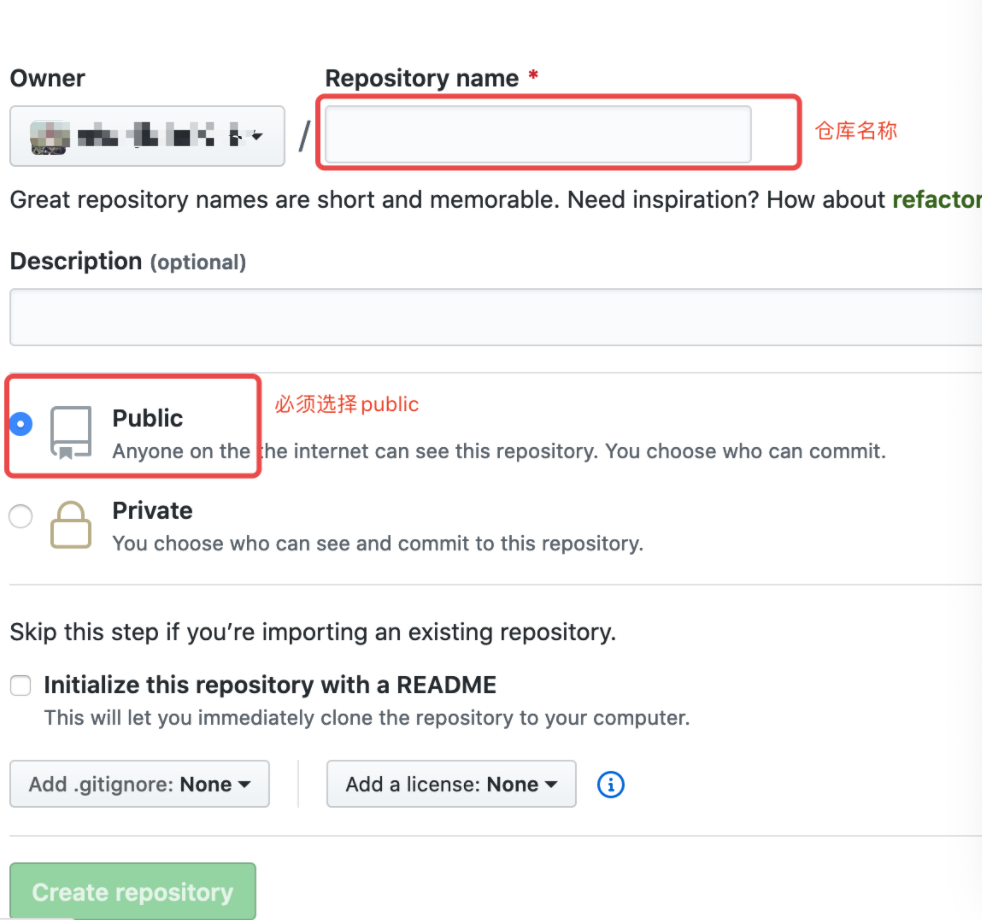 Owner
Repository name *
/
仓库名称
Great repository names are short and memorable. Need inspiration? How about refactor
Description (optional)
必须选择public
Public
Anyone on the the internet can see this repository. You choose who can commit.
Private
You choose who can see and commit to this repository.
Skip this step if you’re importing an existing repository.
Initialize this repository with a README
This will let you immediately clone the repository to your computer.
Add .gitignore: None
Add a license: None
Create repository